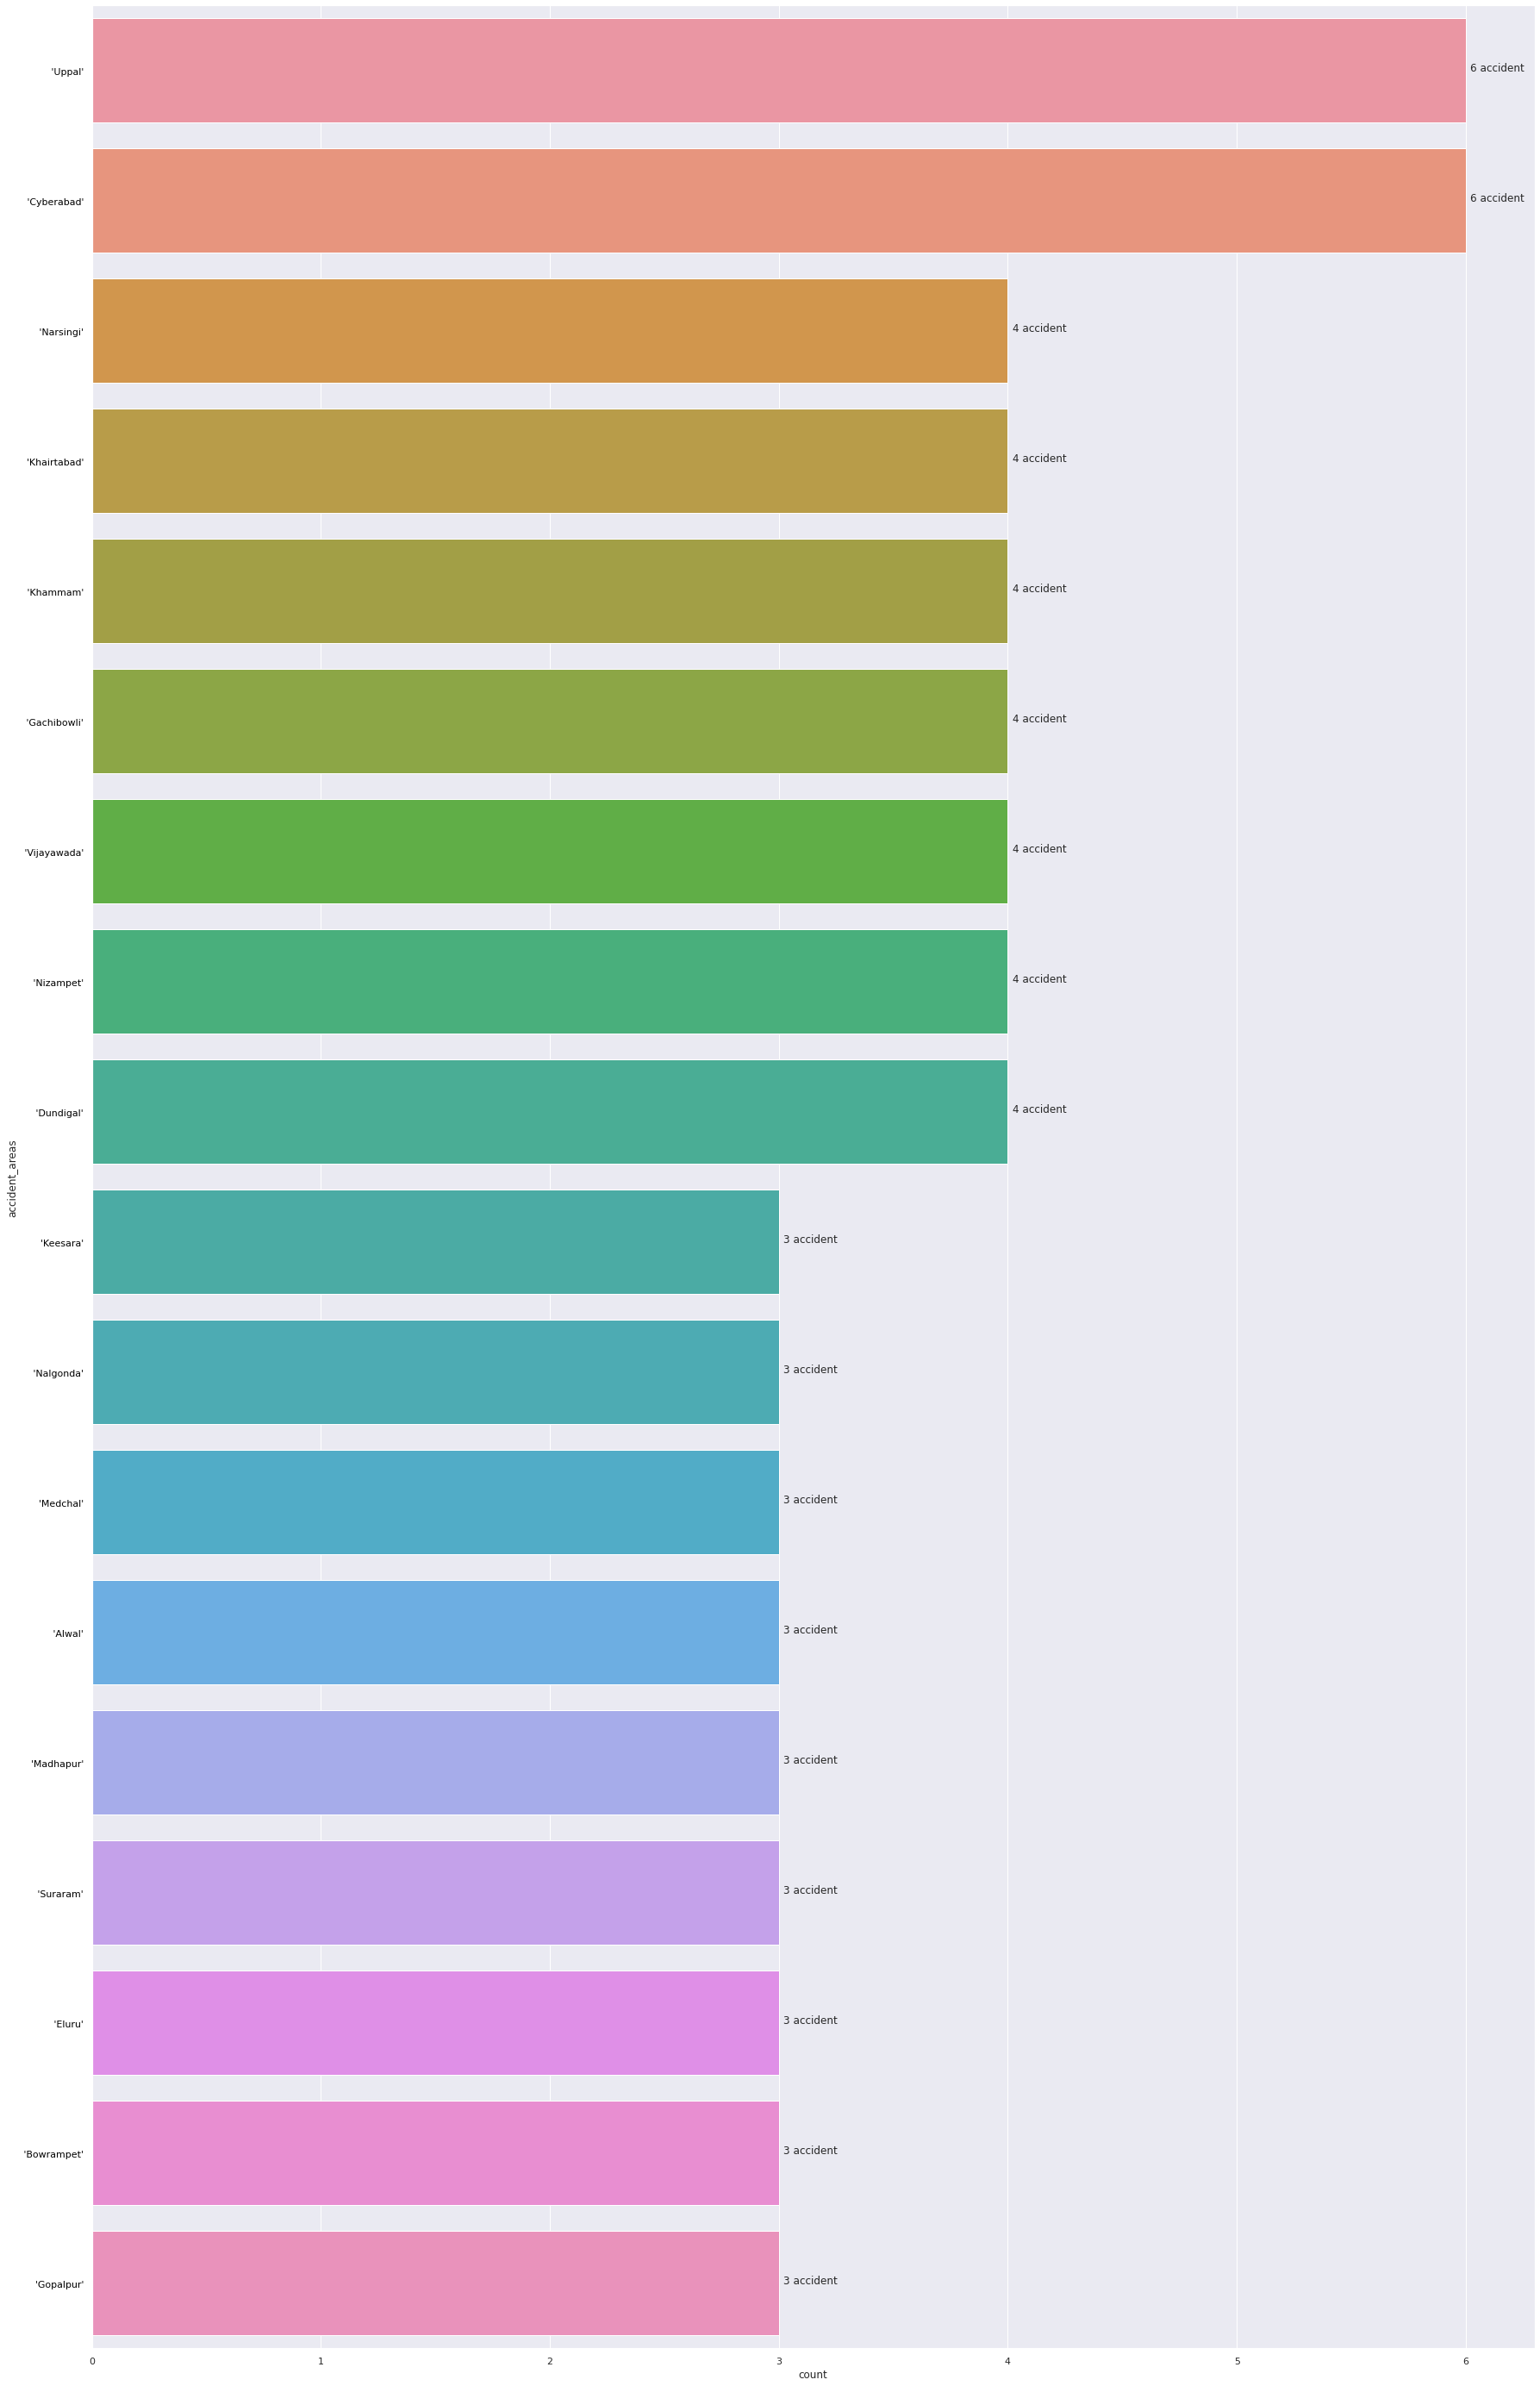 'Uppal' 6 accident
'Cyberabad' 6 accident
'Narsingi' 4 accident
'Khairtabad' 4 accident
'Khammam' 4 accident
'Gachibowli' 4 accident
'Vijayawada' 4 accident
'Nizampet' 4 accident
'Dundigal' 4 accident
accident_areas
'Keesara' 3 accident
'Nalgonda' 3 accident
'Medchal' 3 accident
'Alwal' 3 accident
'Madhapur' 3 accident
'Suraram' 3 accident
'Eluru' 3 accident
'Bowrampet' 3 accident
'Gopalpur' 3 accident
0 1 2 3 4 5 6
count